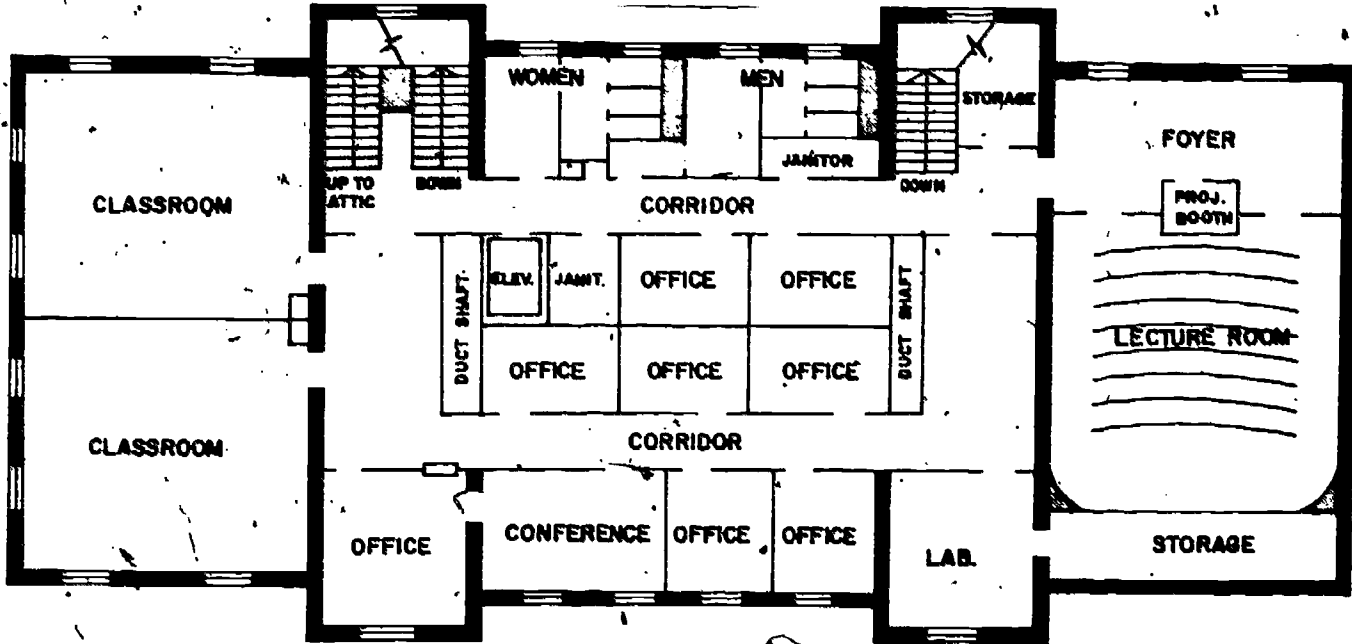 WOMEN
MEN
STORAGE
FOYER
JANITOR
UP TO
ATTIC
DOWN
DOWN
CLASSROOM
CORRIDOR
PROJ.
BOOTH
DUCT SHAFT
ELEV.
JANIT.
OFFICE
OFFICE
DUCT SHAFT
LECTURE ROOM
OFFICE
OFFICE
OFFICE
CLASSROOM
CORRIDOR
OFFICE
CONFERENCE
OFFICE
OFFICE
LAB.
STORAGE